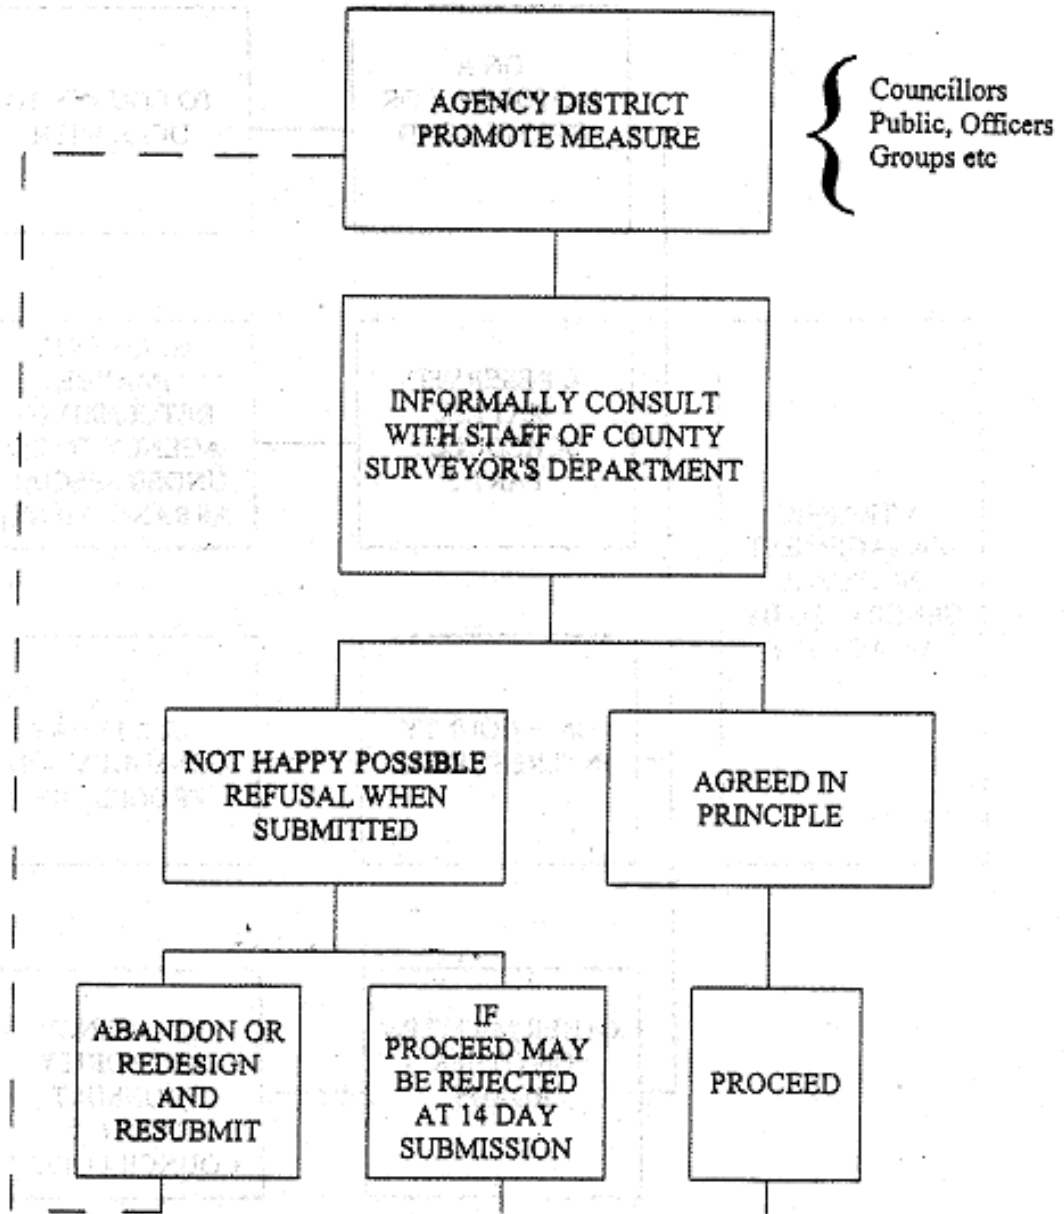 AGENCY DISTRICT
PROMOTE MEASURE
Councillors
Public, Officers
Groups etc
INFORMALLY CONSULT
WITH STAFF OF COUNTY
SURVEYOR'S DEPARTMENT
NOT HAPPY POSSIBLE
REFUSAL WHEN
SUBMITTED
AGREED IN
PRINCIPLE
ABANDON OR
REDESIGN
AND
RESUBMIT
IF
PROCEED MAY
BE REJECTED
AT 14 DAY
SUBMISSION
PROCEED